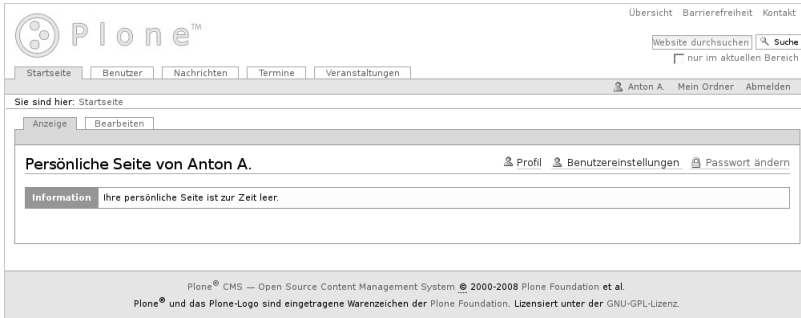 Übersicht Barrierefreiheit Kontakt
Plone™
Website durchsuchen Suche
nur im aktuellen Bereich
Startseite Benutzer Nachrichten Termine Veranstaltungen
Anton A. Mein Ordner Abmelden
Sie sind hier: Startseite
Anzeige Bearbeiten
Persönliche Seite von Anton A. Profil Benutzereinstellungen Passwort ändern
Information Ihre persönliche Seite ist zur Zeit leer.
Plone® CMS — Open Source Content Management System © 2000-2008 Plone Foundation et al.
Plone® und das Plone-Logo sind eingetragene Warenzeichen der Plone Foundation. Lizensiert unter der GNU-GPL-Lizenz.